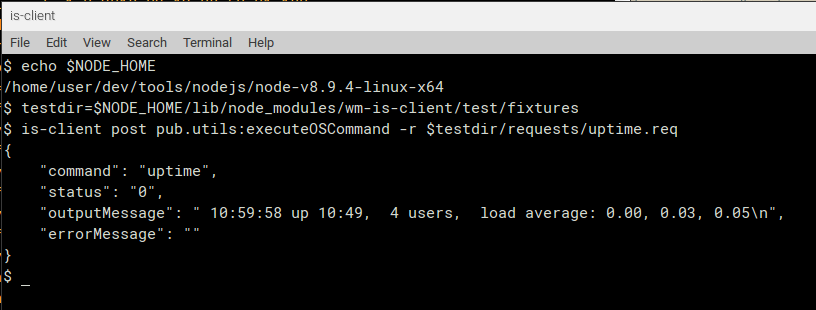 is-client
File Edit View Search Terminal Help
$ echo $NODE_HOME
/home/user/dev/tools/nodejs/node-v8.9.4-linux-x64
$ testdir=$NODE_HOME/lib/node_modules/wm-is-client/test/fixtures
$ is-client post pub.utils:executeOSCommand -r $testdir/requests/uptime.req
{
    "command": "uptime",
    "status": "0",
    "outputMessage": " 10:59:58 up 10:49,  4 users,  load average: 0.00, 0.03, 0.05\n",
    "errorMessage": ""
}
$ _